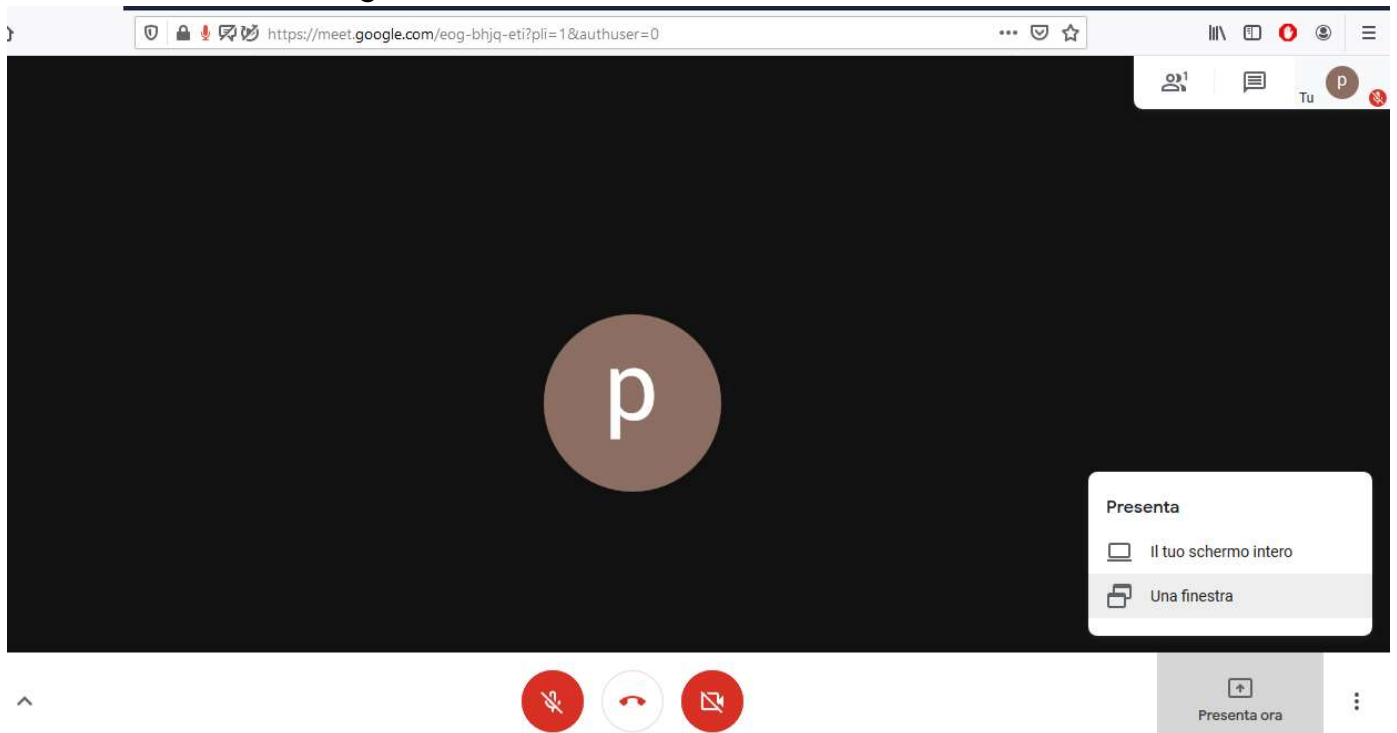 https://meet.google.com/eog-bhjq-eti?pli=1&authuser=0
1
Tu
p
p
Presenta
Il tuo schermo intero
Una finestra
Presenta ora